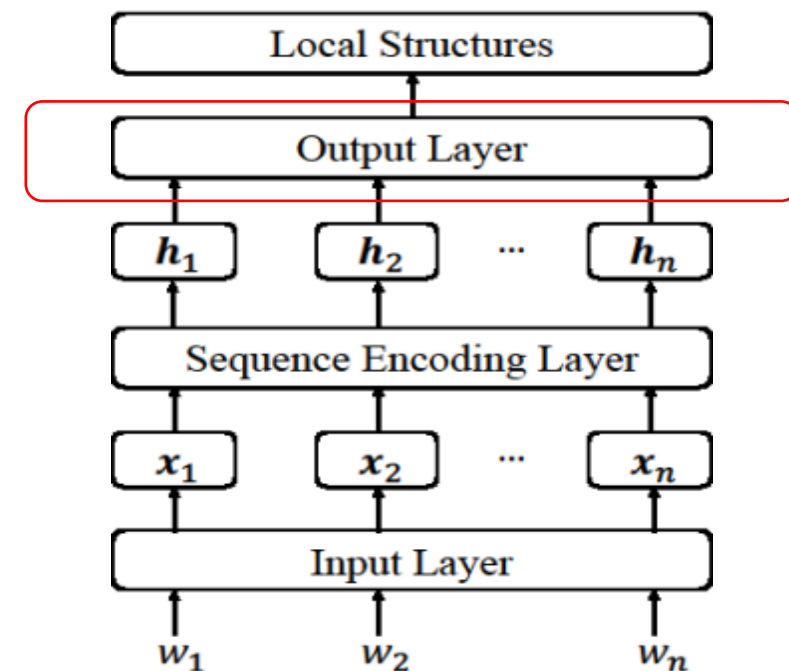 Local Structures
Output Layer
h₁ h₂ ... hₙ
Sequence Encoding Layer
x₁ x₂ ... xₙ
Input Layer
w₁ w₂ wₙ